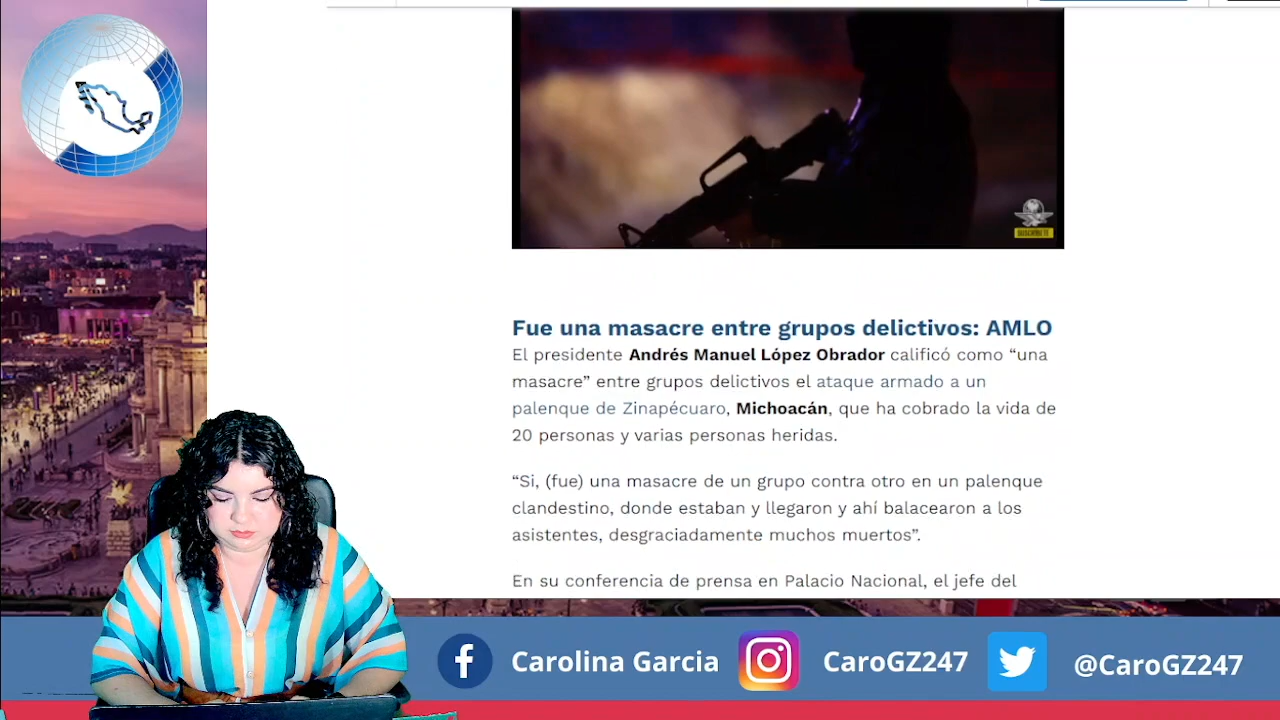 SUSCRÍBETE
Fue una masacre entre grupos delictivos: AMLO
El presidente Andrés Manuel López Obrador calificó como “una
masacre” entre grupos delictivos el ataque armado a un
palenque de Zinapécuaro, Michoacán, que ha cobrado la vida de
20 personas y varias personas heridas.
“Si, (fue) una masacre de un grupo contra otro en un palenque
clandestino, donde estaban y llegaron y ahí balacearon a los
asistentes, desgraciadamente muchos muertos”.
En su conferencia de prensa en Palacio Nacional, el jefe del
Carolina Garcia
CaroGZ247
@CaroGZ247